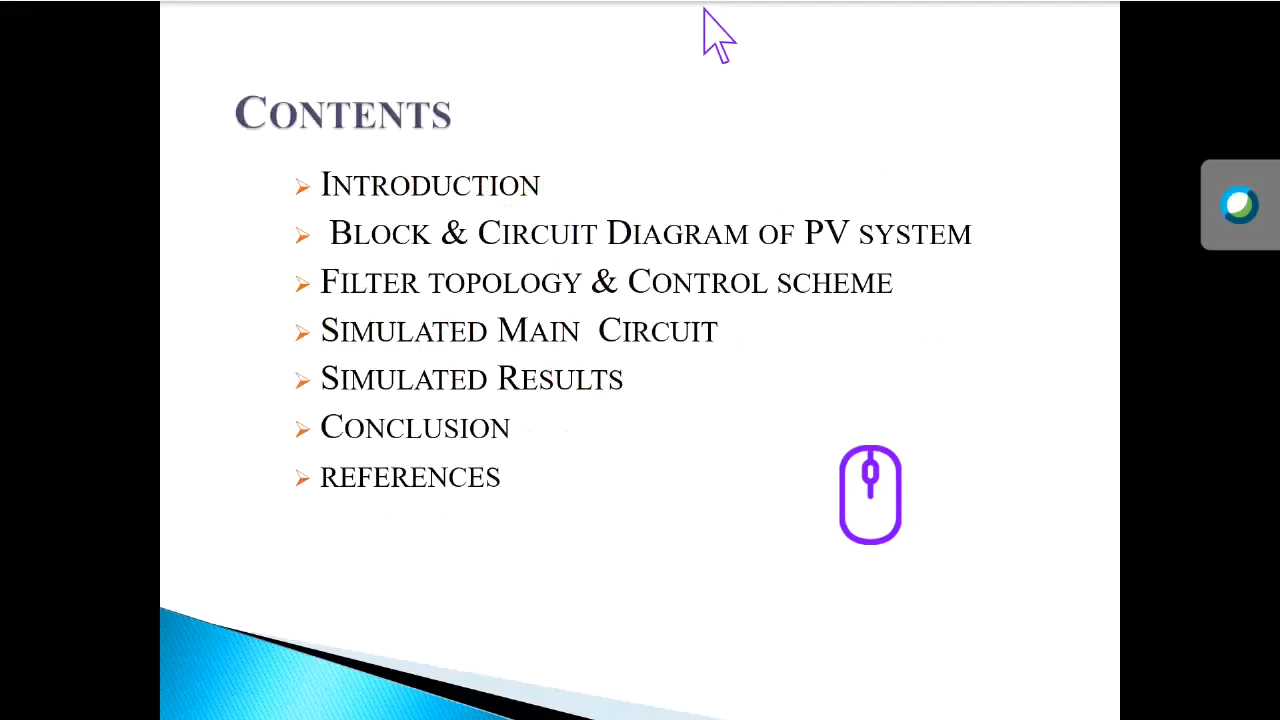 CONTENTS
INTRODUCTION
BLOCK & CIRCUIT DIAGRAM OF PV SYSTEM
FILTER TOPOLOGY & CONTROL SCHEME
SIMULATED MAIN CIRCUIT
SIMULATED RESULTS
CONCLUSION
REFERENCES